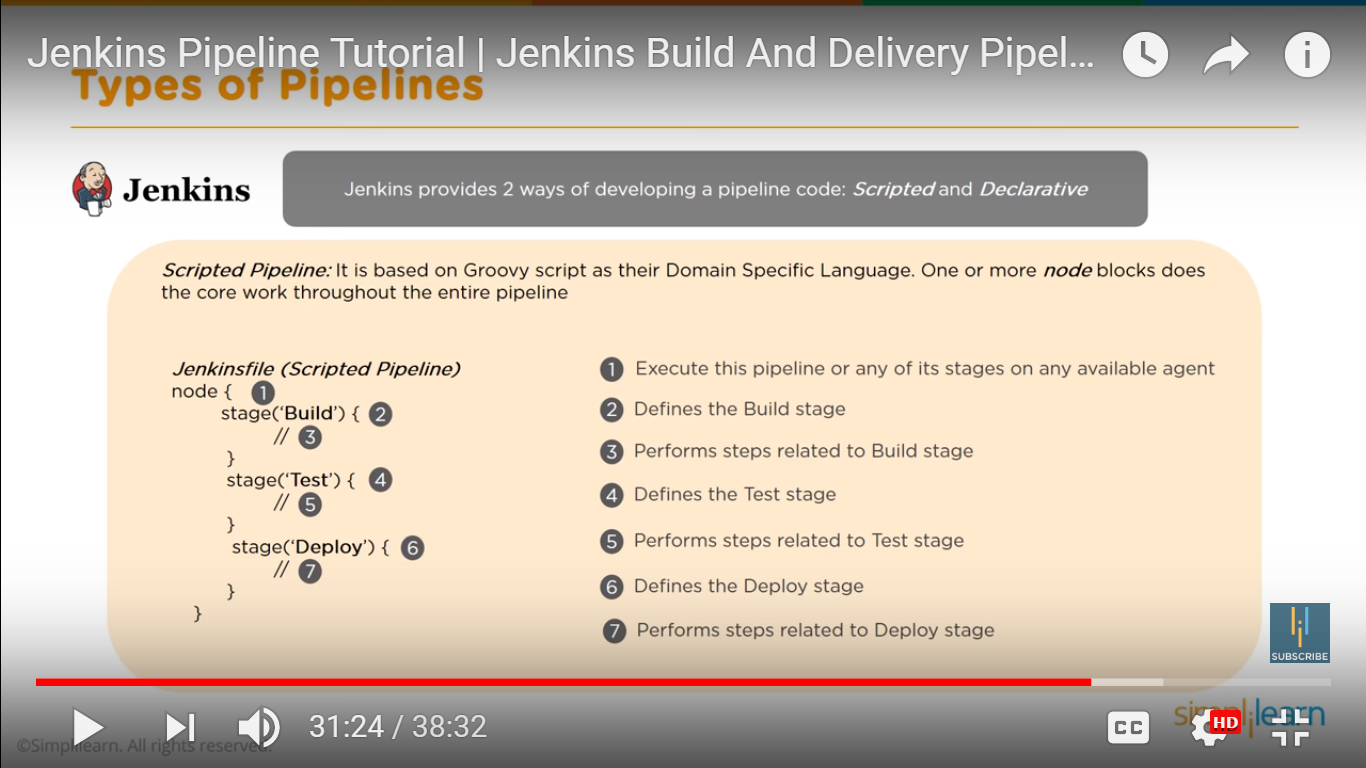 Jenkins Pipeline Tutorial | Jenkins Build And Delivery Pipel...
Types of Pipelines
Jenkins
Jenkins provides 2 ways of developing a pipeline code: Scripted and Declarative
Scripted Pipeline: It is based on Groovy script as their Domain Specific Language. One or more node blocks does
the core work throughout the entire pipeline
Jenkinsfile (Scripted Pipeline)
node { 1
stage('Build') { 2
// 3
}
stage('Test') { 4
// 5
}
stage('Deploy') { 6
// 7
}
}
1 Execute this pipeline or any of its stages on any available agent
2 Defines the Build stage
3 Performs steps related to Build stage
4 Defines the Test stage
5 Performs steps related to Test stage
6 Defines the Deploy stage
7 Performs steps related to Deploy stage
SUBSCRIBE
31:24 / 38:32
CC
HD
simplilearn
©Simplilearn. All rights reserved.